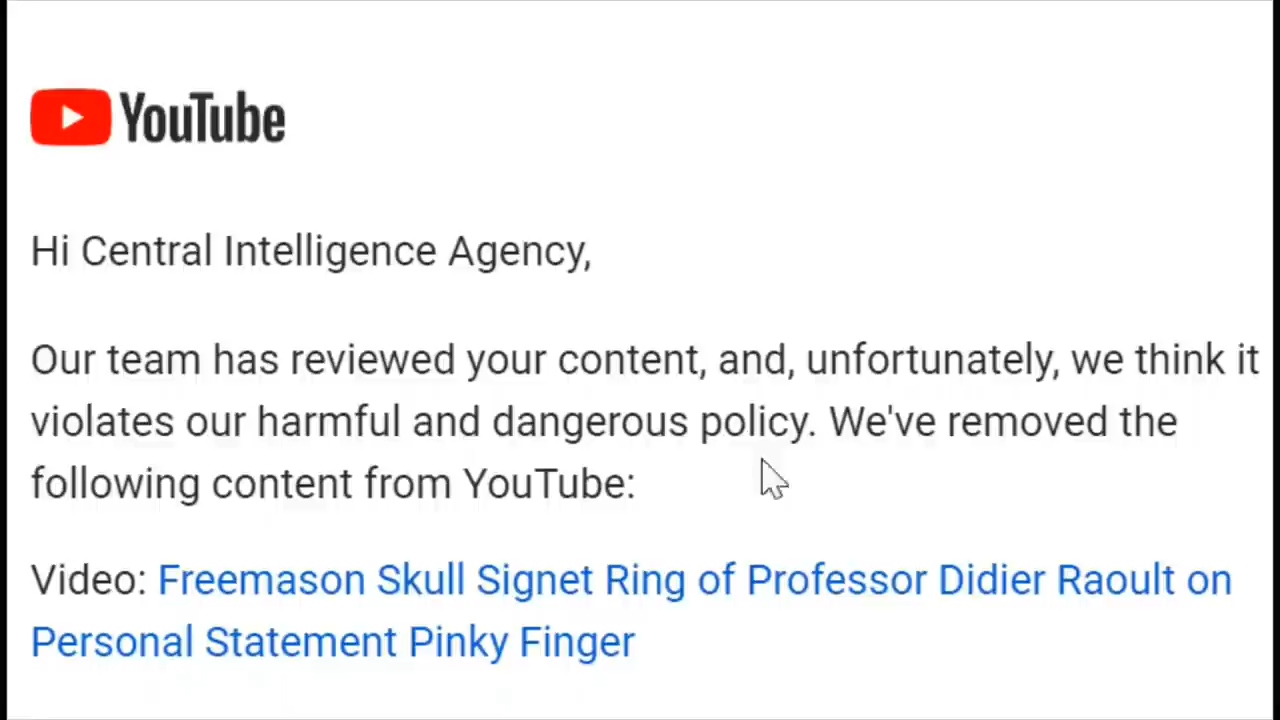 YouTube
Hi Central Intelligence Agency,
Our team has reviewed your content, and, unfortunately, we think it
violates our harmful and dangerous policy. We've removed the
following content from YouTube:
Video: Freemason Skull Signet Ring of Professor Didier Raoult on
Personal Statement Pinky Finger